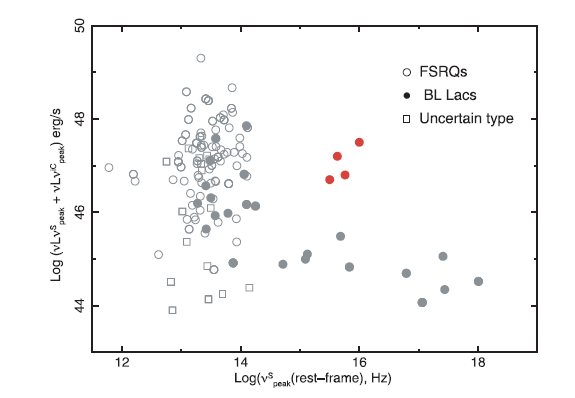 50
48
46
44
12
14
16
18
Log (νLν^S_peak + νLν^IC_peak) erg/s
Log(ν^S_peak(rest–frame), Hz)
FSRQs
BL Lacs
Uncertain type